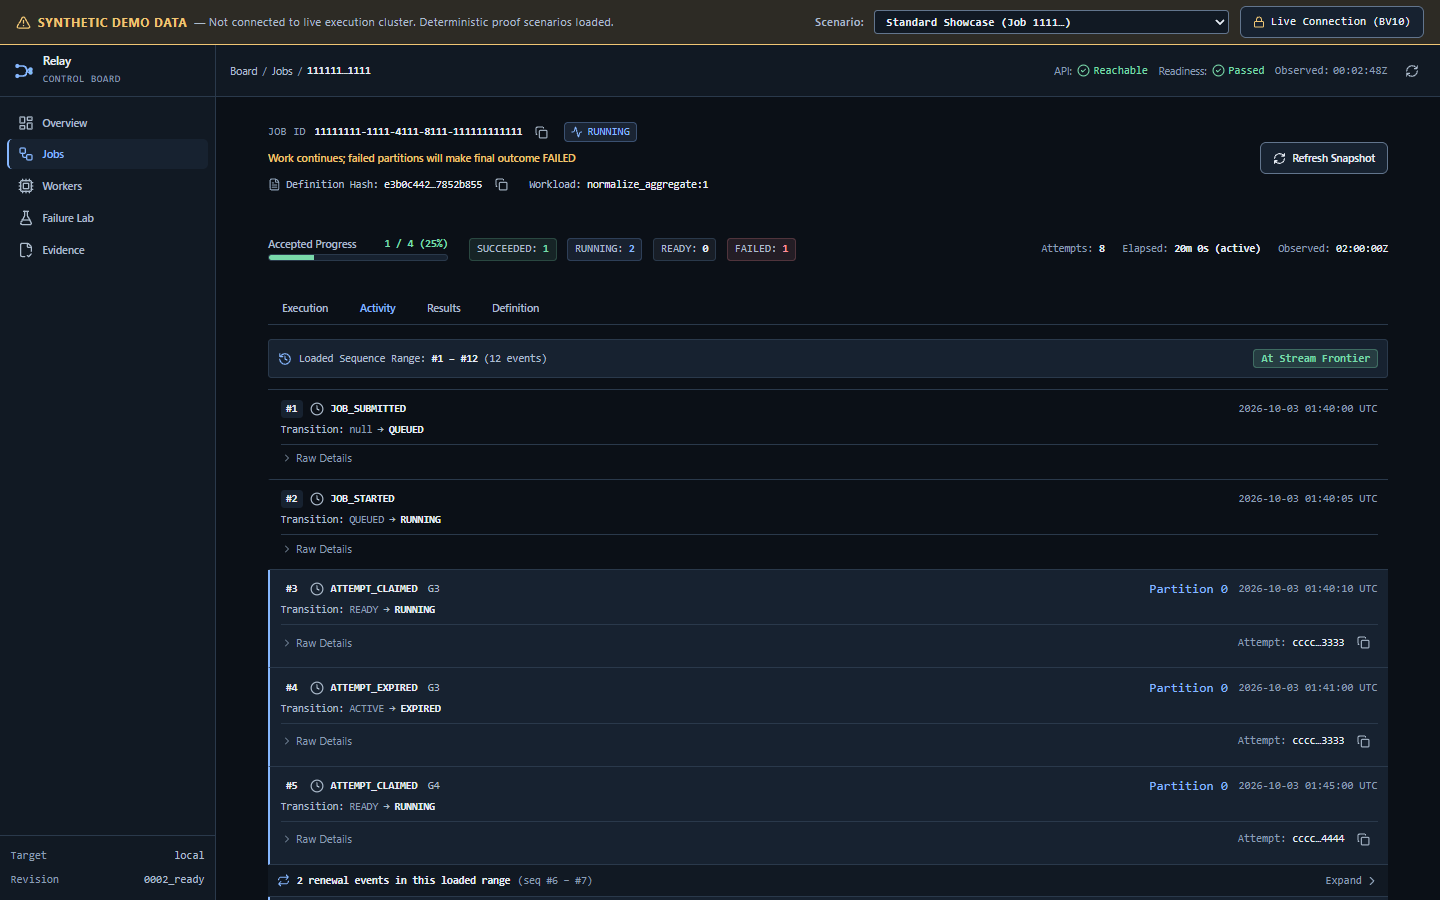 SYNTHETIC DEMO DATA — Not connected to live execution cluster. Deterministic proof scenarios loaded.
Scenario: Standard Showcase (Job 1111…) Live Connection (BV10)
Relay
CONTROL BOARD
Board / Jobs / 111111…1111
API: Reachable Readiness: Passed Observed: 00:02:48Z
Overview
Jobs
Workers
Failure Lab
Evidence
JOB ID 11111111-1111-4111-8111-111111111111 RUNNING
Work continues; failed partitions will make final outcome FAILED
Refresh Snapshot
Definition Hash: e3b0c442…7852b855 Workload: normalize_aggregate:1
Accepted Progress 1 / 4 (25%)
SUCCEEDED: 1 RUNNING: 2 READY: 0 FAILED: 1
Attempts: 8 Elapsed: 20m 0s (active) Observed: 02:00:00Z
Execution Activity Results Definition
Loaded Sequence Range: #1 – #12 (12 events) At Stream Frontier
#1 JOB_SUBMITTED 2026-10-03 01:40:00 UTC
Transition: null → QUEUED
Raw Details
#2 JOB_STARTED 2026-10-03 01:40:05 UTC
Transition: QUEUED → RUNNING
Raw Details
#3 ATTEMPT_CLAIMED G3 Partition 0 2026-10-03 01:40:10 UTC
Transition: READY → RUNNING
Raw Details Attempt: cccc…3333
#4 ATTEMPT_EXPIRED G3 Partition 0 2026-10-03 01:41:00 UTC
Transition: ACTIVE → EXPIRED
Raw Details Attempt: cccc…3333
#5 ATTEMPT_CLAIMED G4 Partition 0 2026-10-03 01:45:00 UTC
Transition: READY → RUNNING
Raw Details Attempt: cccc…4444
2 renewal events in this loaded range (seq #6 – #7) Expand
Target local
Revision 0002_ready